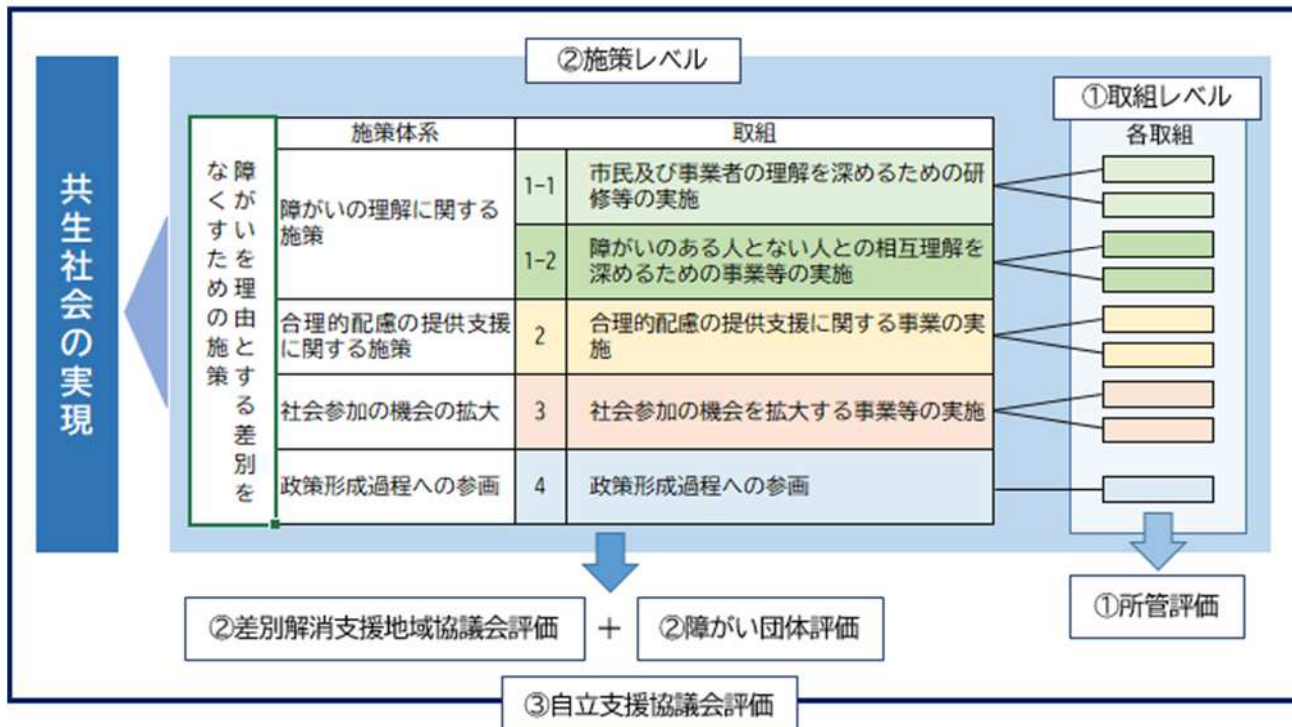 ②施策レベル
①取組レベル
共生社会の実現
障がいを理由とする差別を
なくすための施策
施策体系
取組
各取組
障がいの理解に関する
施策
1-1
市民及び事業者の理解を深めるための研
修等の実施
1-2
障がいのある人とない人との相互理解を
深めるための事業等の実施
合理的配慮の提供支援
に関する施策
2
合理的配慮の提供支援に関する事業の実
施
社会参加の機会の拡大
3
社会参加の機会を拡大する事業等の実施
政策形成過程への参画
4
政策形成過程への参画
②差別解消支援地域協議会評価
+
②障がい団体評価
①所管評価
③自立支援協議会評価